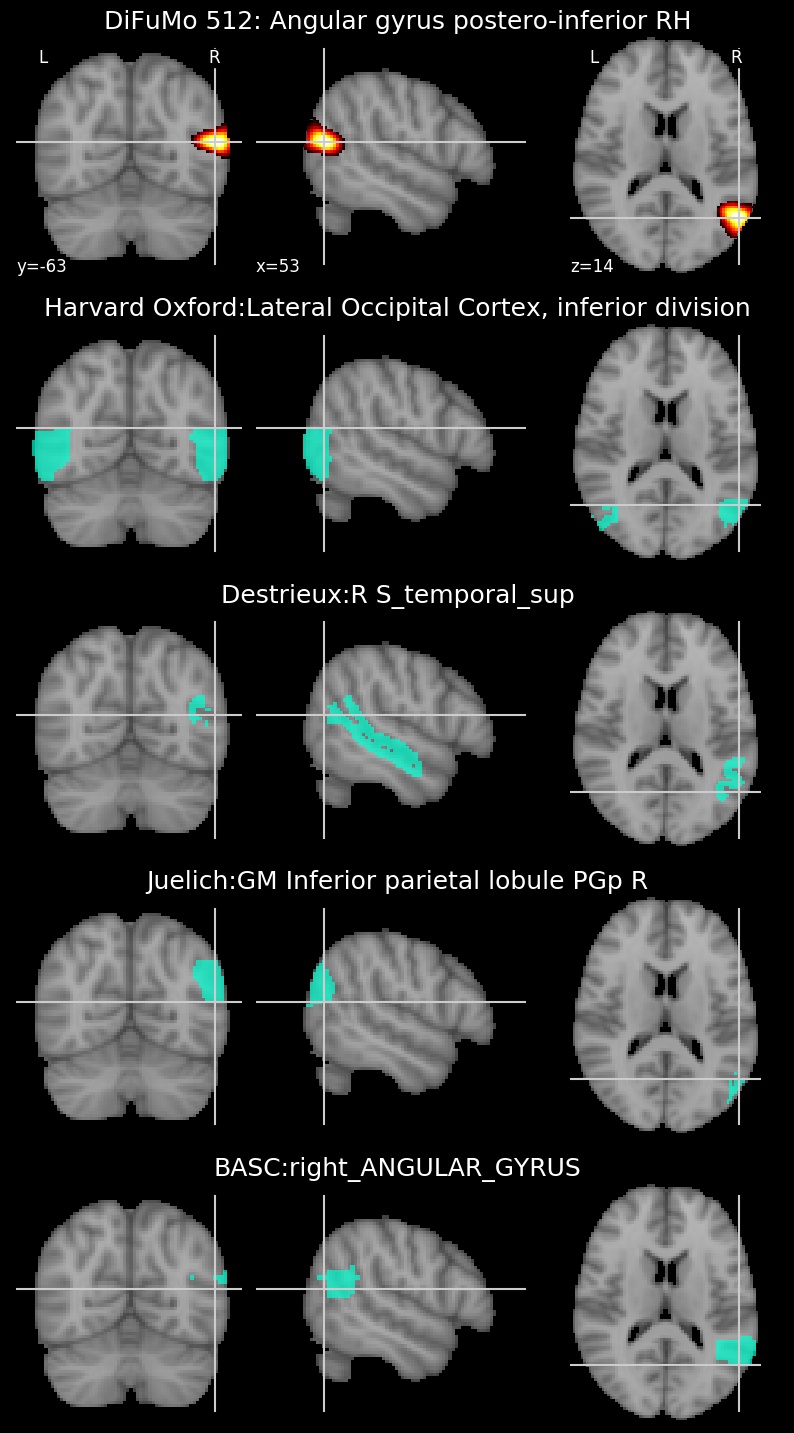 DiFuMo 512: Angular gyrus postero-inferior RH
L R L R
y=-63 x=53 z=14
Harvard Oxford:Lateral Occipital Cortex, inferior division
Destrieux:R S_temporal_sup
Juelich:GM Inferior parietal lobule PGp R
BASC:right_ANGULAR_GYRUS